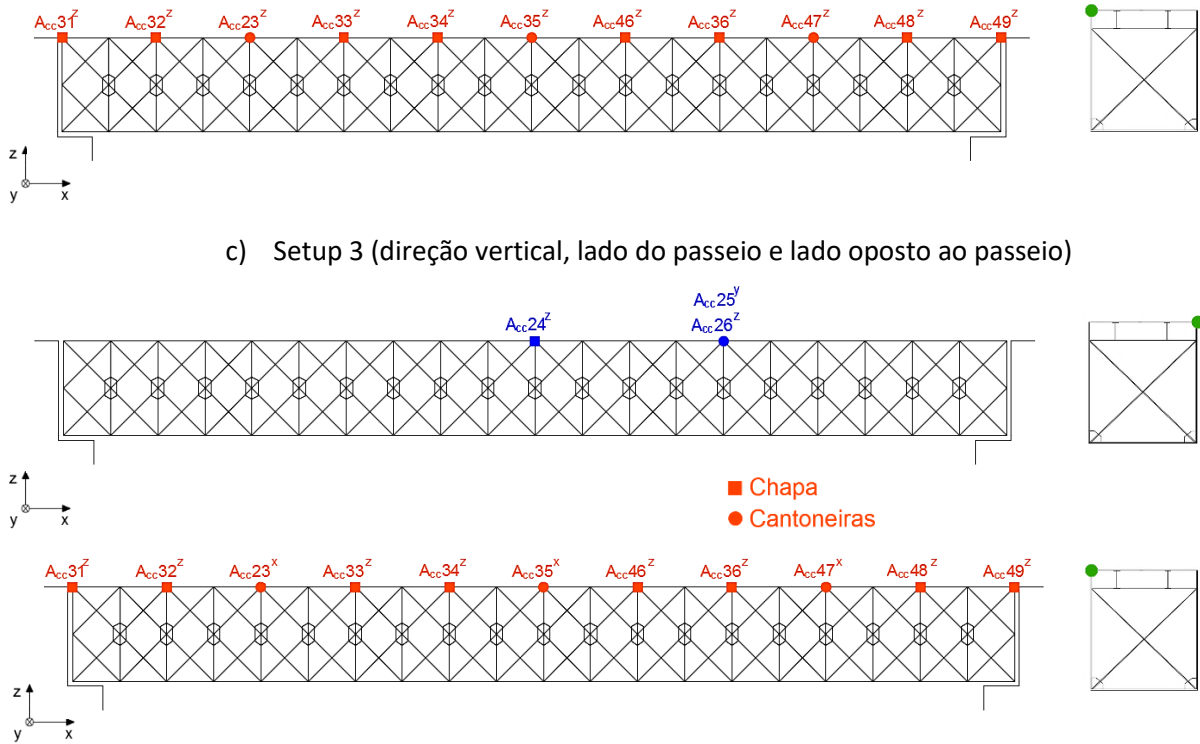 Acc31z Acc32z Acc23z Acc33z Acc34z Acc35z Acc46z Acc36z Acc47z Acc48z Acc49z
z
y x
c) Setup 3 (direção vertical, lado do passeio e lado oposto ao passeio)
Acc25y
Acc24z Acc26z
z
y x
Chapa
Cantoneiras
Acc31z Acc32z Acc23x Acc33z Acc34z Acc35x Acc46z Acc36z Acc47x Acc48z Acc49z
z
y x